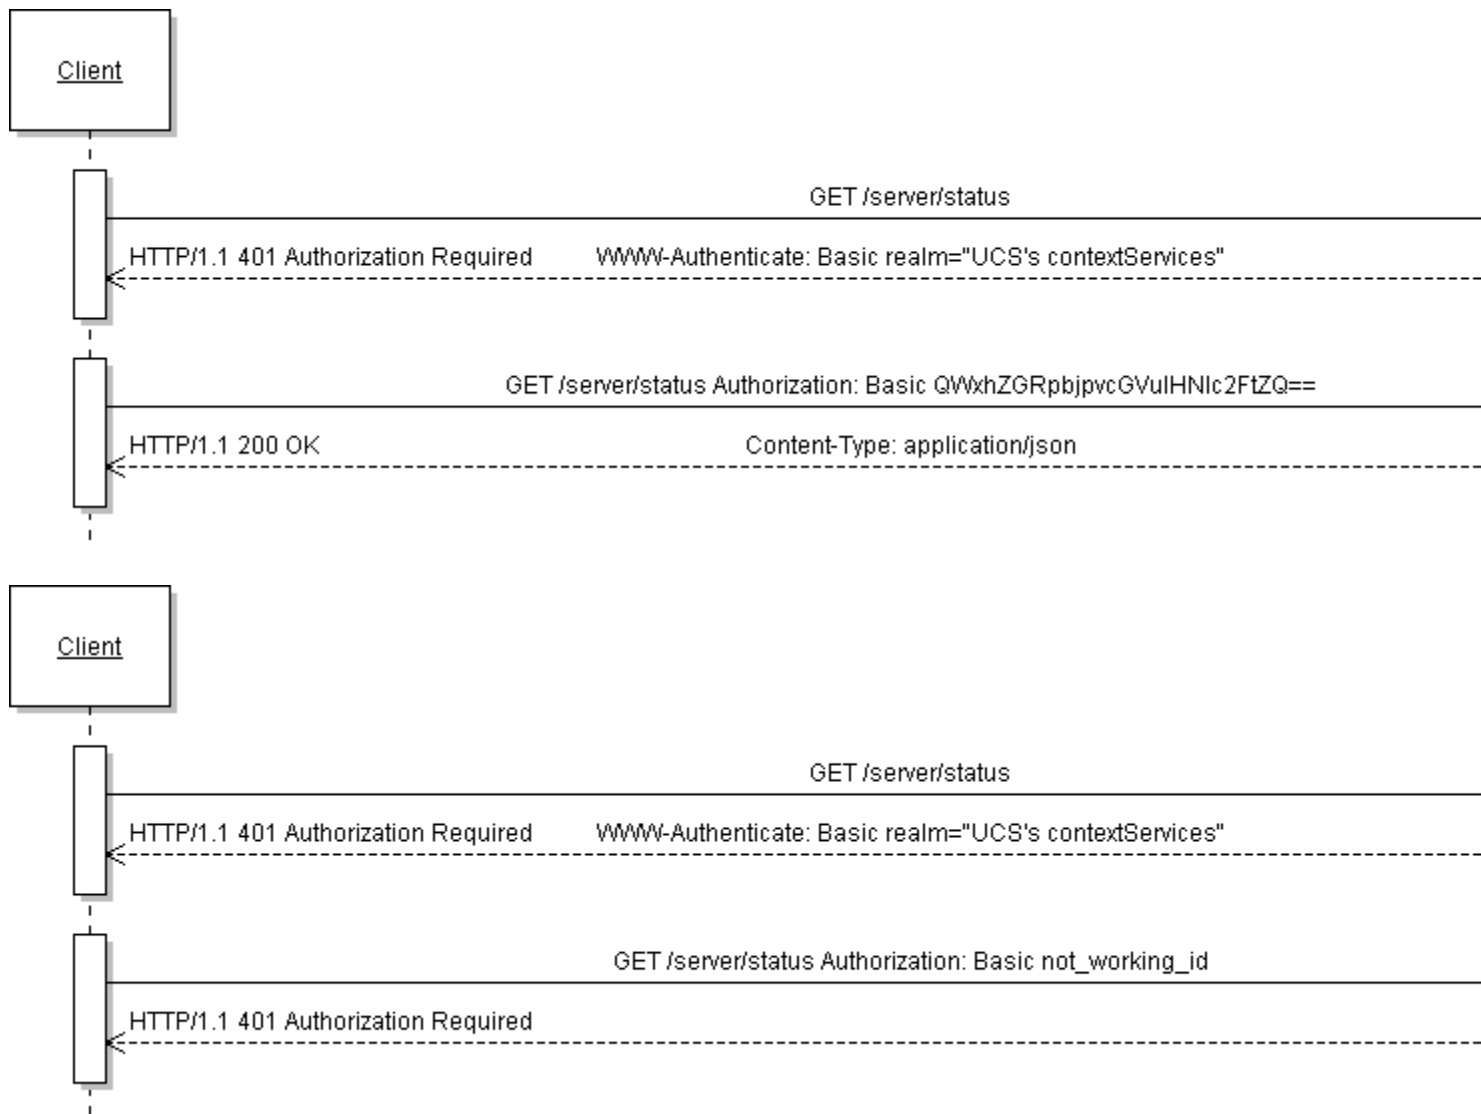 Client
GET /server/status
HTTP/1.1 401 Authorization Required WWW-Authenticate: Basic realm="UCS's contextServices"
GET /server/status Authorization: Basic QWxhZGRpbjpvcGVuIHNlc2FtZQ==
HTTP/1.1 200 OK Content-Type: application/json
Client
GET /server/status
HTTP/1.1 401 Authorization Required WWW-Authenticate: Basic realm="UCS's contextServices"
GET /server/status Authorization: Basic not_working_id
HTTP/1.1 401 Authorization Required